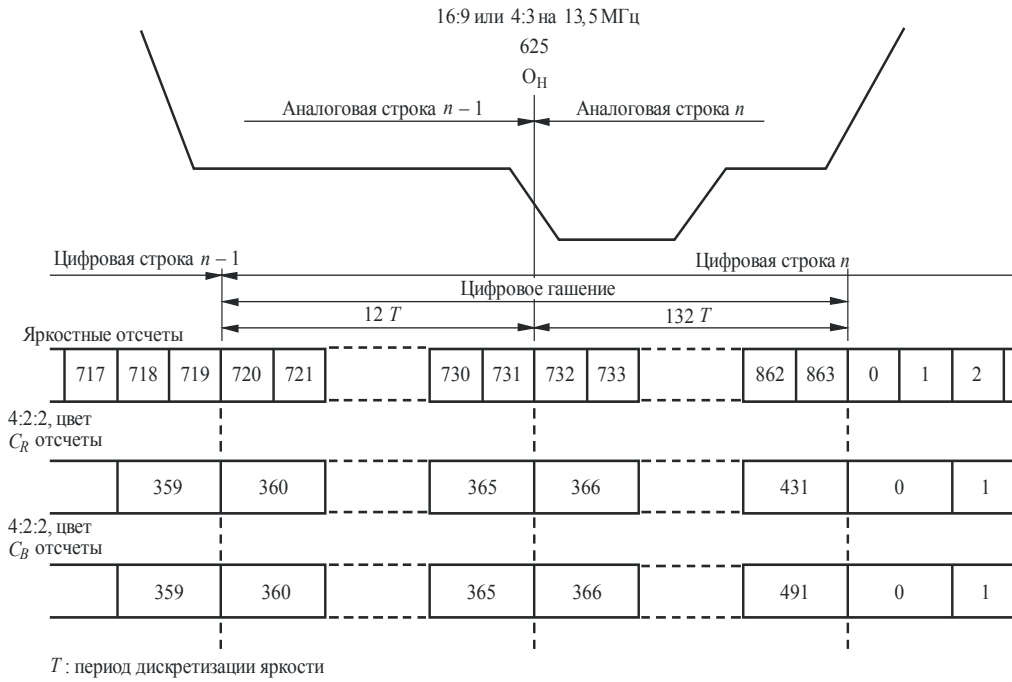 16:9 или 4:3 на 13,5 МГц
625
O_H
Аналоговая строка n – 1
Аналоговая строка n
Цифровая строка n – 1
Цифровая строка n
Цифровое гашение
12 T
132 T
Яркостные отсчеты
717 718 719 720 721 730 731 732 733 862 863 0 1 2
4:2:2, цвет
C_R отсчеты
359 360 365 366 431 0 1
4:2:2, цвет
C_B отсчеты
359 360 365 366 491 0 1
T : период дискретизации яркости